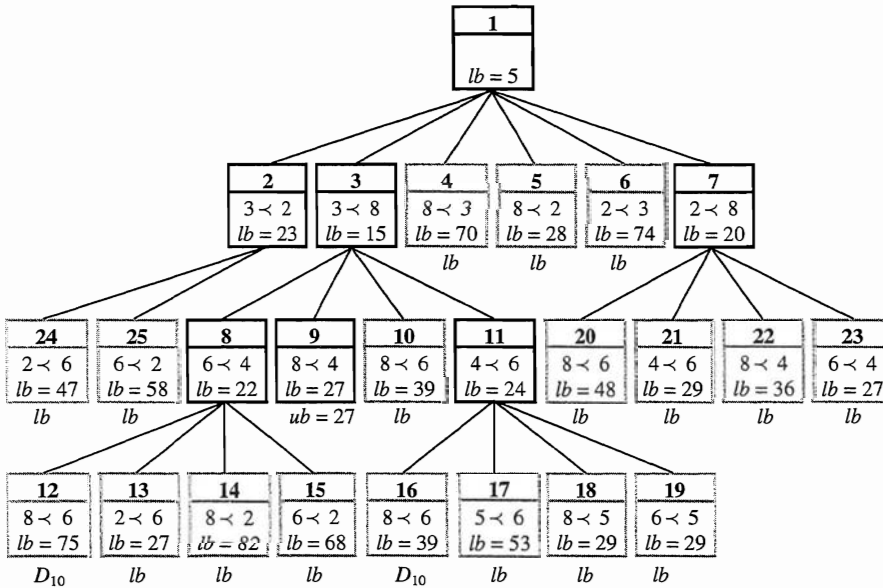 1
lb = 5
2 3 4 5 6 7
3 ≺ 2 3 ≺ 8 8 ≺ 3 8 ≺ 2 2 ≺ 3 2 ≺ 8
lb = 23 lb = 15 lb = 70 lb = 28 lb = 74 lb = 20
lb lb lb
24 25 8 9 10 11 20 21 22 23
2 ≺ 6 6 ≺ 2 6 ≺ 4 8 ≺ 4 8 ≺ 6 4 ≺ 6 8 ≺ 6 4 ≺ 6 8 ≺ 4 6 ≺ 4
lb = 47 lb = 58 lb = 22 lb = 27 lb = 39 lb = 24 lb = 48 lb = 29 lb = 36 lb = 27
lb lb ub = 27 lb lb lb lb lb
12 13 14 15 16 17 18 19
8 ≺ 6 2 ≺ 6 8 ≺ 2 6 ≺ 2 8 ≺ 6 5 ≺ 6 8 ≺ 5 6 ≺ 5
lb = 75 lb = 27 lb = 82 lb = 68 lb = 39 lb = 53 lb = 29 lb = 29
D10 lb lb lb D10 lb lb lb